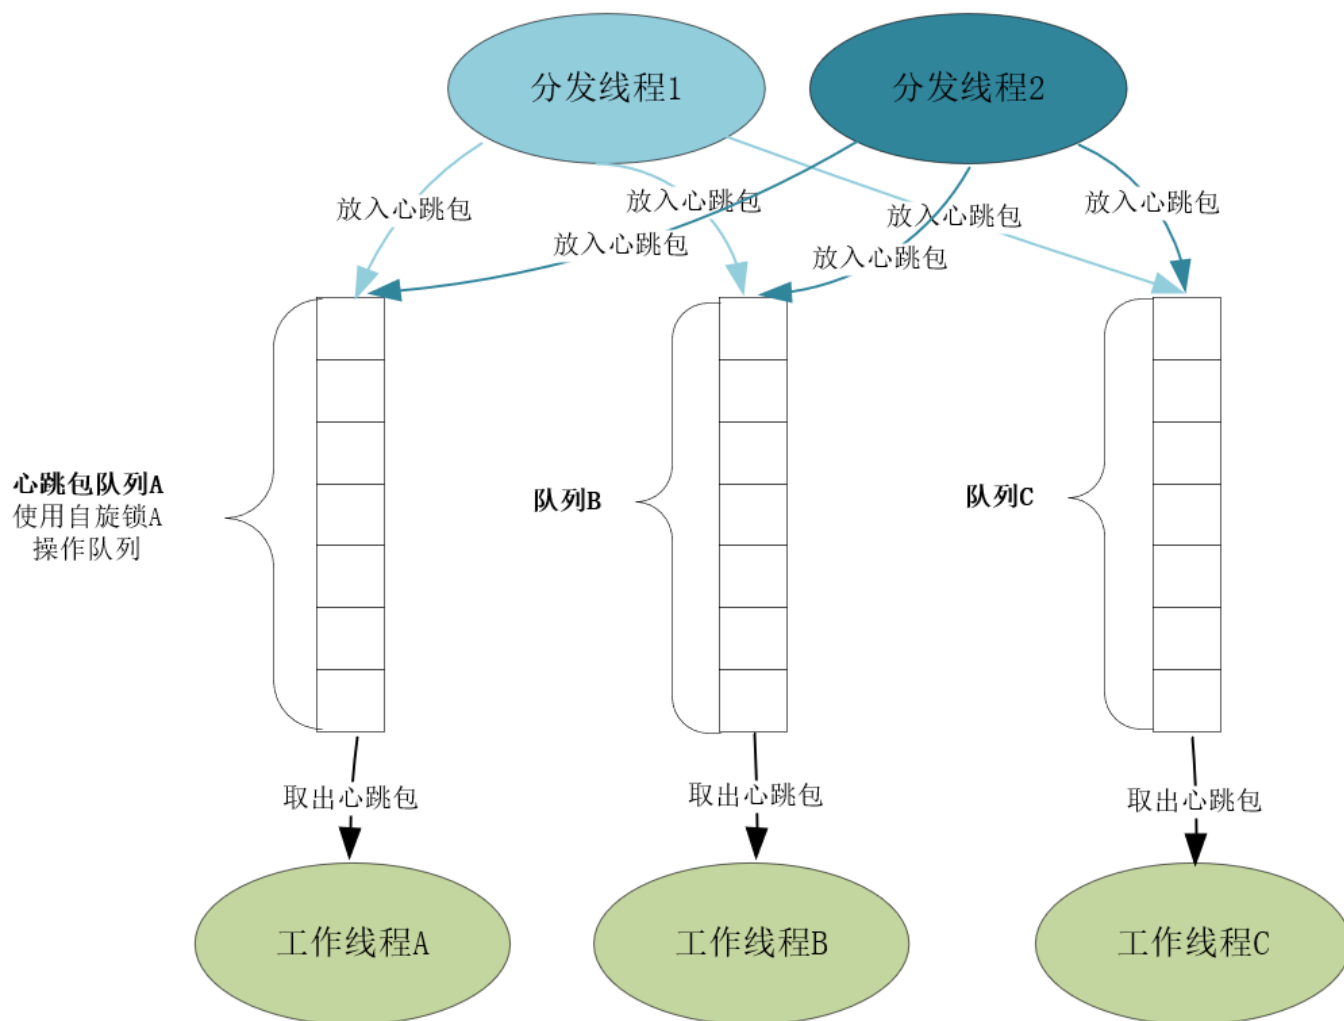 分发线程1
分发线程2
放入心跳包
放入心跳包
放入心跳包
放入心跳包
放入心跳包
放入心跳包
心跳包队列A
使用自旋锁A
操作队列
队列B
队列C
取出心跳包
取出心跳包
取出心跳包
工作线程A
工作线程B
工作线程C